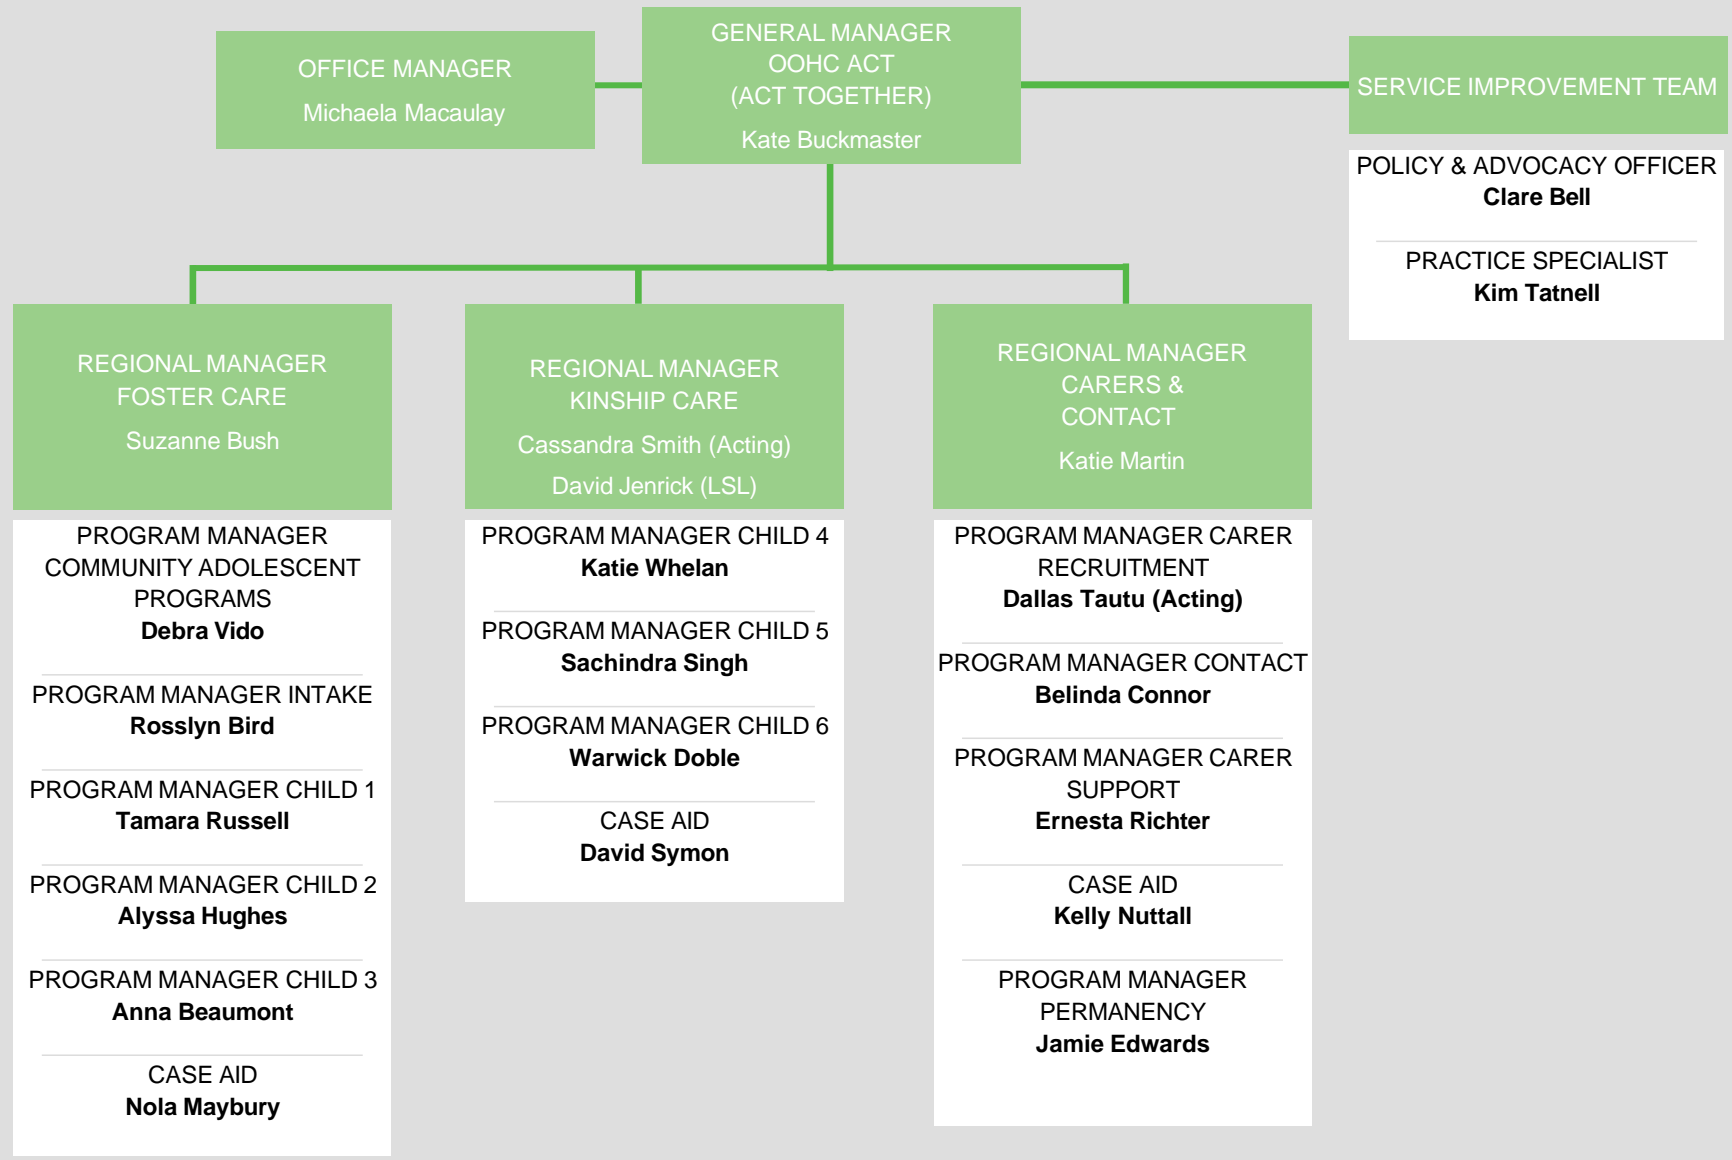 OFFICE MANAGER
Michaela Macaulay
GENERAL MANAGER
OOHC ACT
(ACT TOGETHER)
Kate Buckmaster
SERVICE IMPROVEMENT TEAM
POLICY & ADVOCACY OFFICER
Clare Bell
PRACTICE SPECIALIST
Kim Tatnell
REGIONAL MANAGER
FOSTER CARE
Suzanne Bush
PROGRAM MANAGER
COMMUNITY ADOLESCENT
PROGRAMS
Debra Vido
PROGRAM MANAGER INTAKE
Rosslyn Bird
PROGRAM MANAGER CHILD 1
Tamara Russell
PROGRAM MANAGER CHILD 2
Alyssa Hughes
PROGRAM MANAGER CHILD 3
Anna Beaumont
CASE AID
Nola Maybury
REGIONAL MANAGER
KINSHIP CARE
Cassandra Smith (Acting)
David Jenrick (LSL)
PROGRAM MANAGER CHILD 4
Katie Whelan
PROGRAM MANAGER CHILD 5
Sachindra Singh
PROGRAM MANAGER CHILD 6
Warwick Doble
CASE AID
David Symon
REGIONAL MANAGER
CARERS &
CONTACT
Katie Martin
PROGRAM MANAGER CARER
RECRUITMENT
Dallas Tautu (Acting)
PROGRAM MANAGER CONTACT
Belinda Connor
PROGRAM MANAGER CARER
SUPPORT
Ernesta Richter
CASE AID
Kelly Nuttall
PROGRAM MANAGER
PERMANENCY
Jamie Edwards